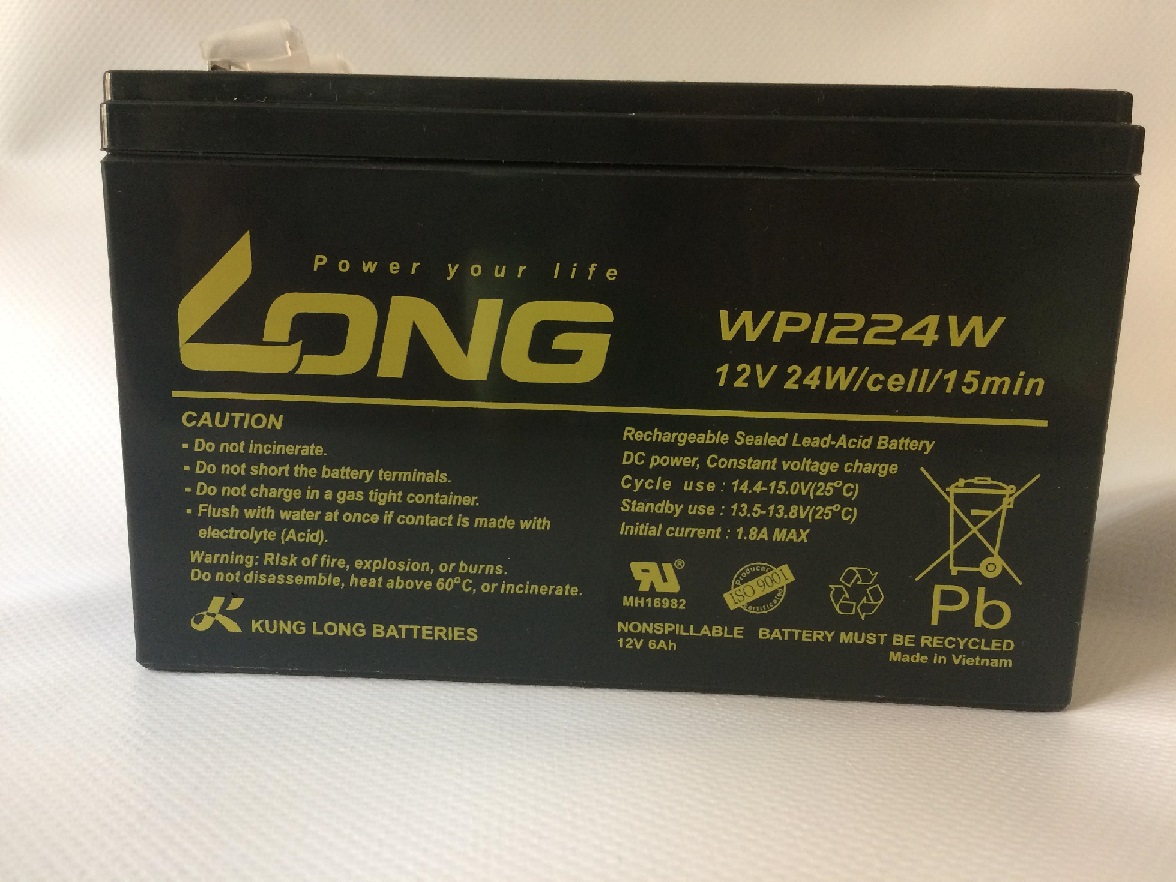 Power your life
LONG
WP1224W
12V 24W/cell/15min
CAUTION
▪ Do not incinerate.
▪ Do not short the battery terminals.
▪ Do not charge in a gas tight container.
▪ Flush with water at once if contact is made with
electrolyte (Acid).
Warning: Risk of fire, explosion, or burns.
Do not disassemble, heat above 60°C, or incinerate.
KUNG LONG BATTERIES
Rechargeable Sealed Lead-Acid Battery
DC power, Constant voltage charge
Cycle use : 14.4-15.0V(25°C)
Standby use : 13.5-13.8V(25°C)
Initial current : 1.8A MAX
RU®
MH16982
Producer
ISO 9001
Certificated
Pb
NONSPILLABLE BATTERY MUST BE RECYCLED
12V 6Ah
Made in Vietnam